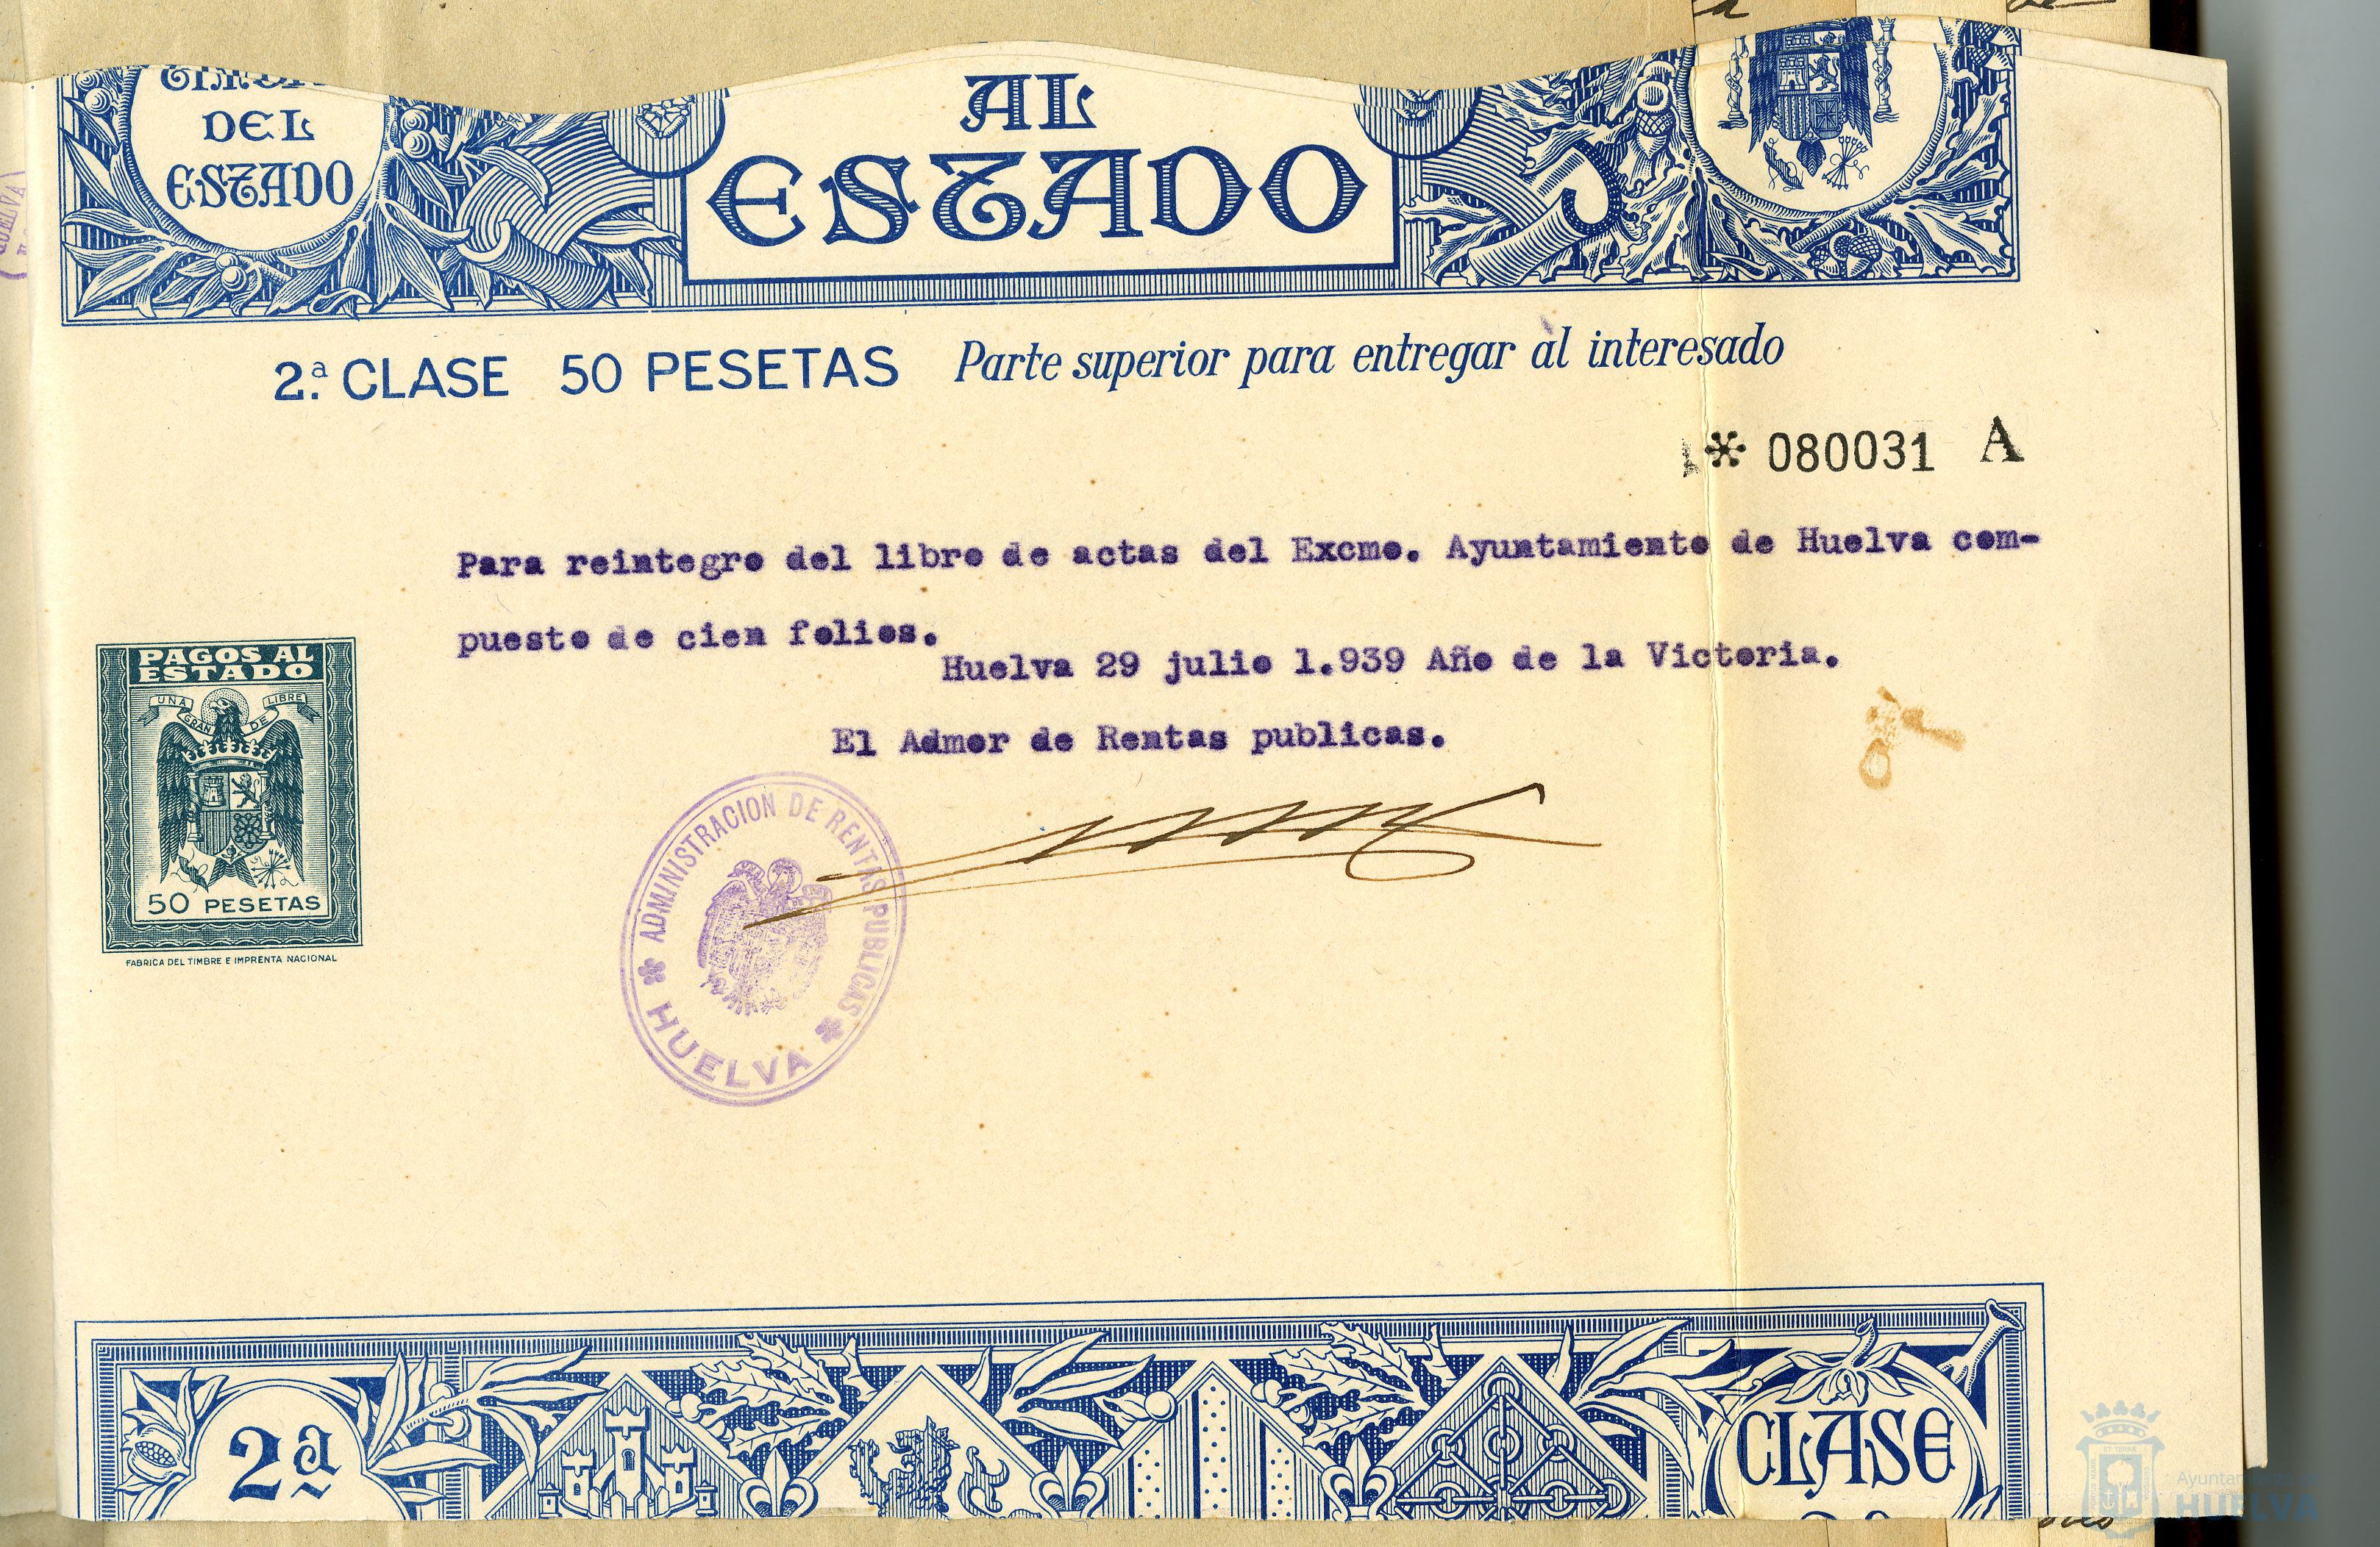 DEL
ESTADO
AL
ESTADO
2.ª CLASE 50 PESETAS Parte superior para entregar al interesado
* 080031 A
Para reintegro del libro de actas del Excmo. Ayuntamiento de Huelva com-
puesto de cien folios.
Huelva 29 julio 1.939 Año de la Victoria.
El Admor de Rentas publicas.
PAGOS AL
ESTADO
UNA GRANDE LIBRE
50 PESETAS
FABRICA DEL TIMBRE E IMPRENTA NACIONAL
ADMINISTRACION DE RENTAS PUBLICAS
HUELVA
2ª
CLASE
HUELVA